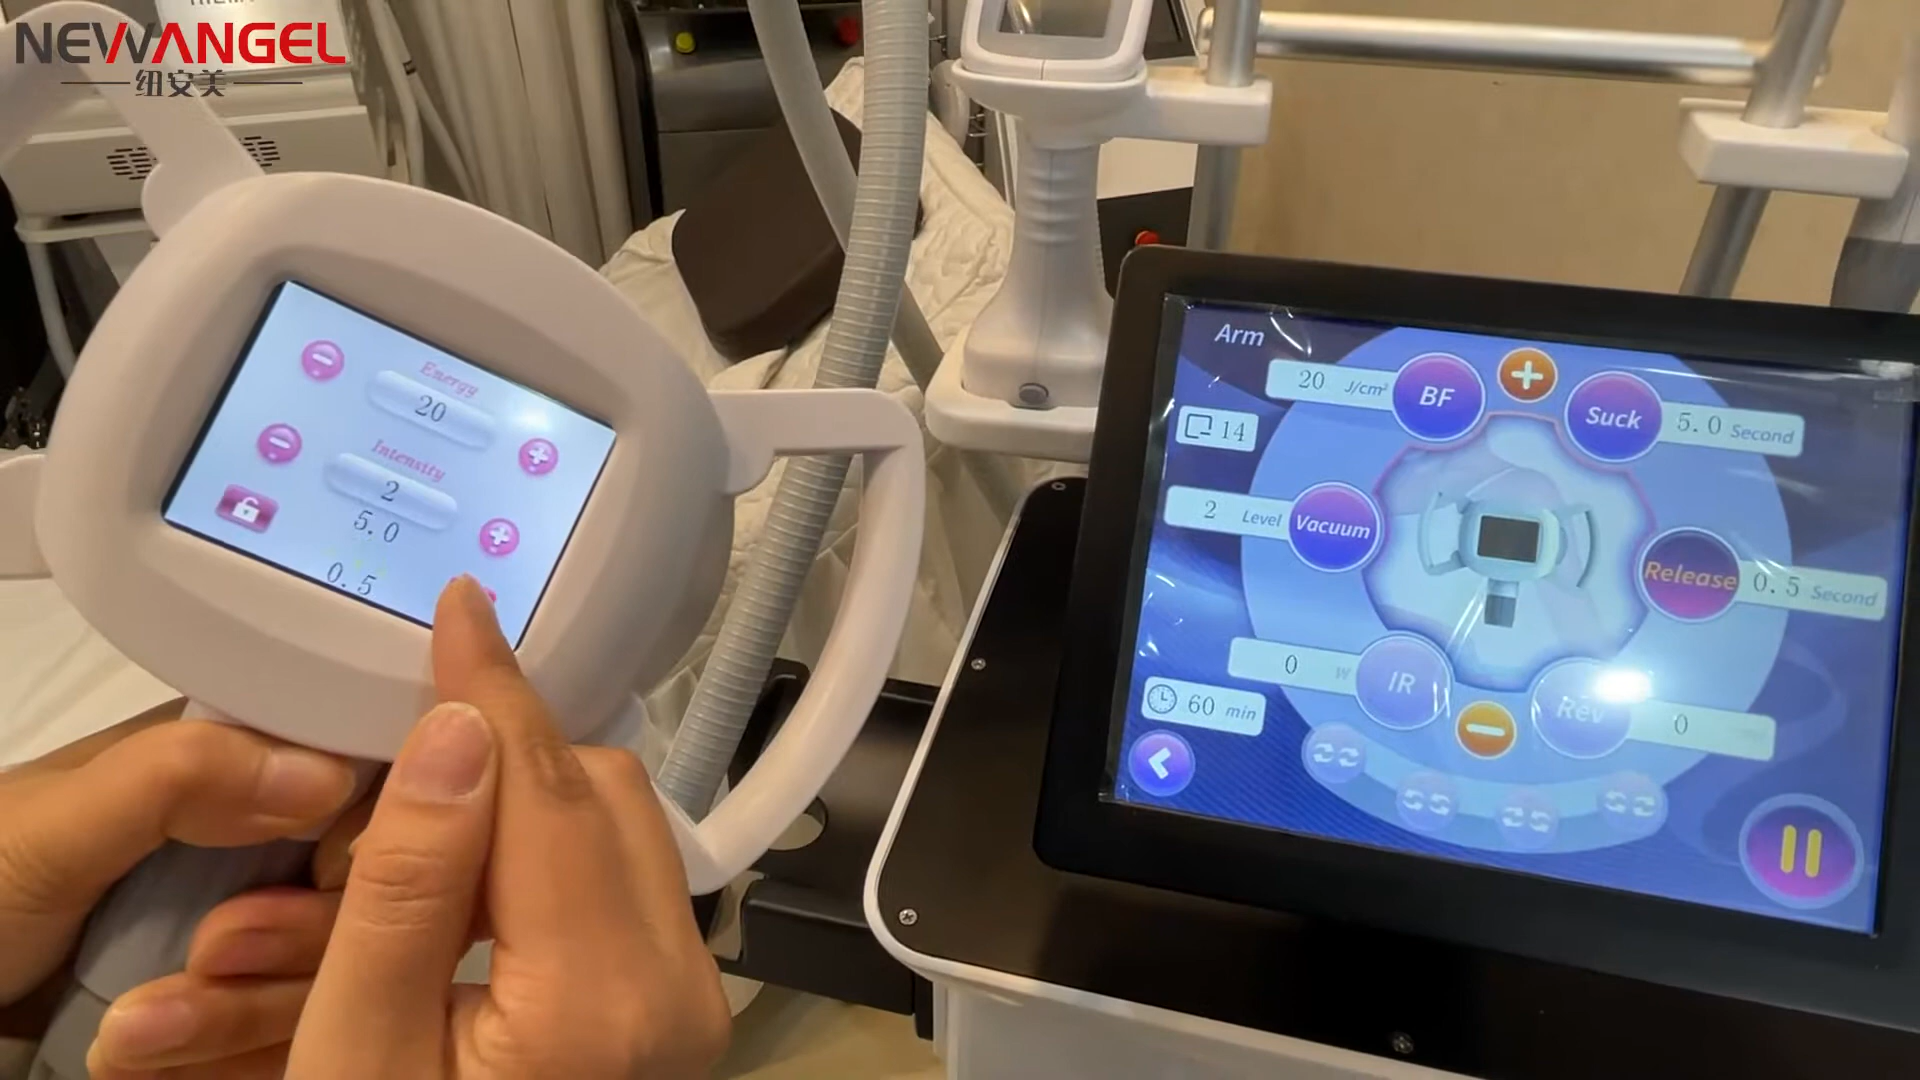 NEWANGEL
纽安美
Energy
20
Intensity
2
5.0
0.5
Arm
20 J/cm²
BF
Suck
5.0 Second
14
2 Level
Vacuum
Release
0.5 Second
0 W
IR
Rev
0
60 min